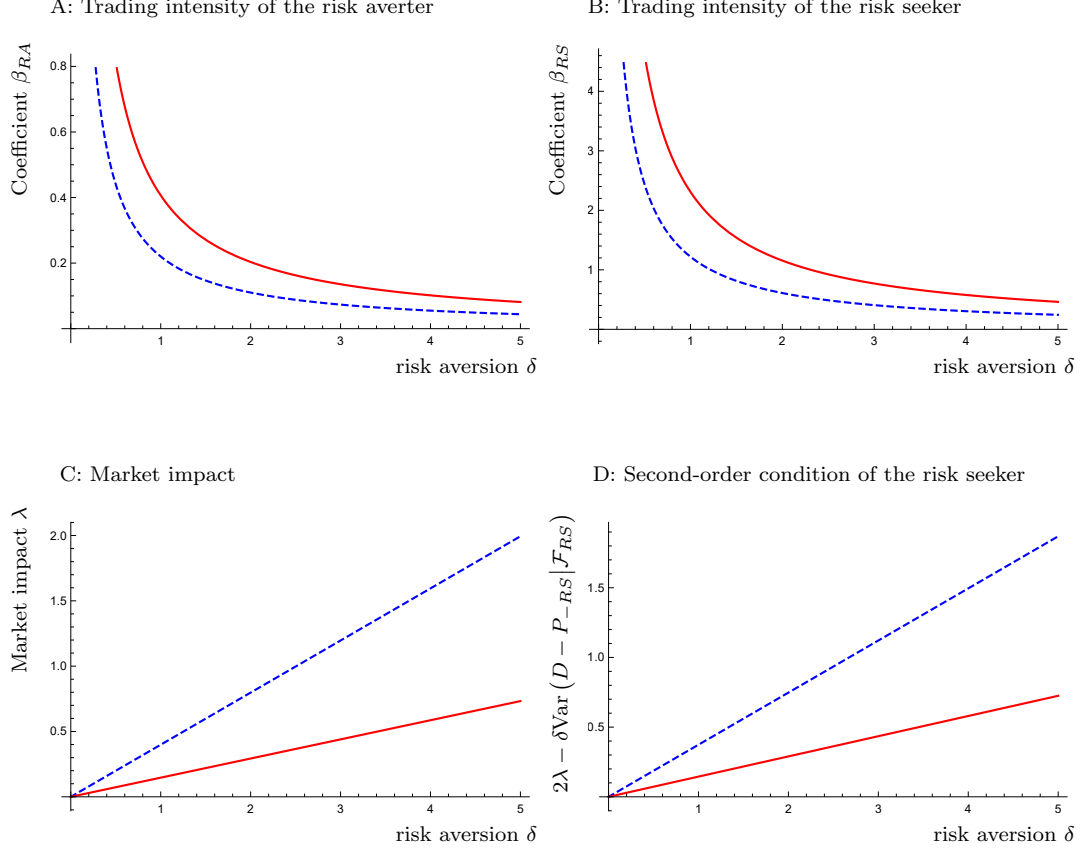 A: Trading intensity of the risk averter
Coefficient β_RA
0.8
0.6
0.4
0.2
1 2 3 4 5
risk aversion δ
B: Trading intensity of the risk seeker
Coefficient β_RS
4
3
2
1
1 2 3 4 5
risk aversion δ
C: Market impact
Market impact λ
2.0
1.5
1.0
0.5
1 2 3 4 5
risk aversion δ
D: Second-order condition of the risk seeker
2λ − δVar (D − P_−RS|ℱ_RS)
1.5
1.0
0.5
1 2 3 4 5
risk aversion δ